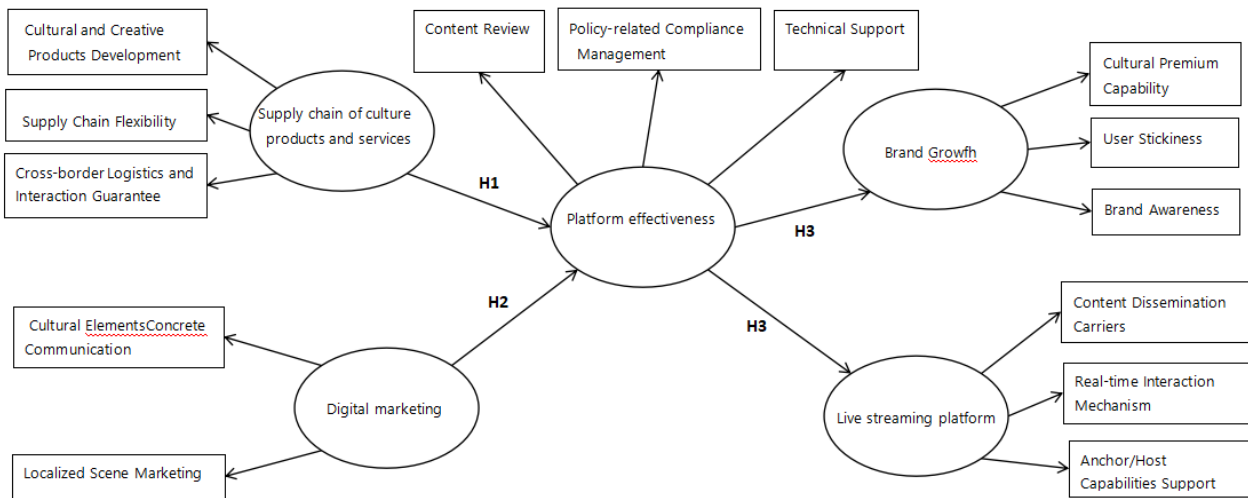 Cultural and Creative
Products Development
Supply Chain Flexibility
Cross-border Logistics and
Interaction Guarantee
Supply chain of culture
products and services
H1
Content Review
Policy-related Compliance
Management
Technical Support
Platform effectiveness
H3
Brand Growfh
Cultural Premium
Capability
User Stickiness
Brand Awareness
H2
Cultural ElementsConcrete
Communication
Digital marketing
Localized Scene Marketing
H3
Live streaming platform
Content Dissemination
Carriers
Real-time Interaction
Mechanism
Anchor/Host
Capabilities Support